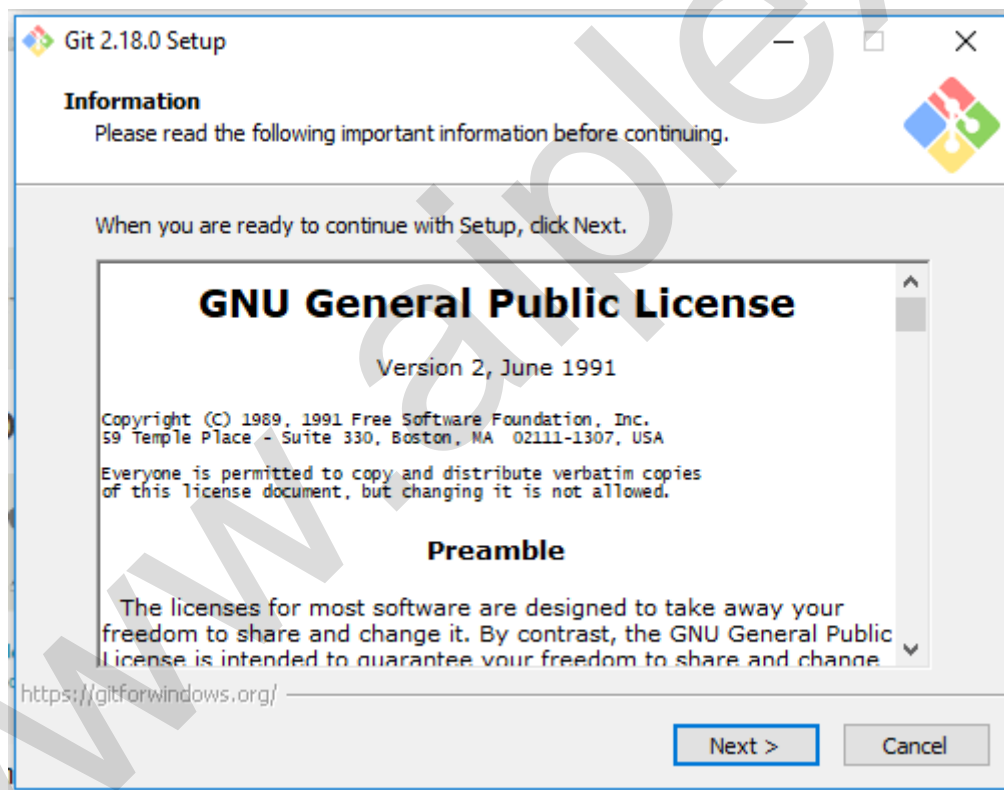 Git 2.18.0 Setup
Information
Please read the following important information before continuing.
When you are ready to continue with Setup, click Next.
GNU General Public License
Version 2, June 1991
Copyright (C) 1989, 1991 Free Software Foundation, Inc.
59 Temple Place - Suite 330, Boston, MA  02111-1307, USA
Everyone is permitted to copy and distribute verbatim copies
of this license document, but changing it is not allowed.
Preamble
The licenses for most software are designed to take away your
freedom to share and change it. By contrast, the GNU General Public
License is intended to guarantee your freedom to share and change
https://gitforwindows.org/
Next >
Cancel